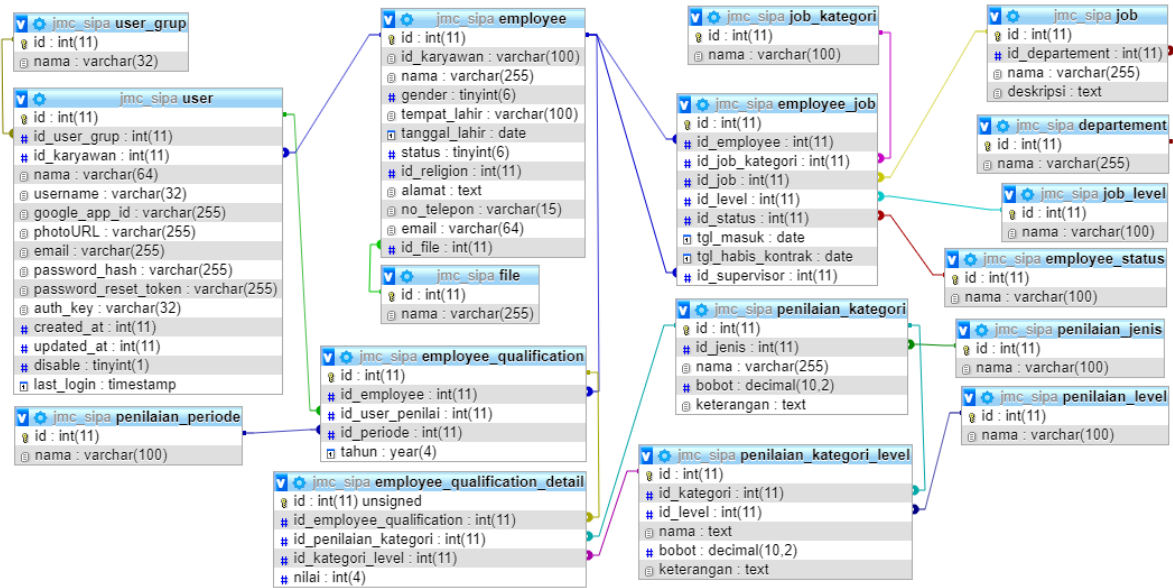 jmc_sipa user_grup
id : int(11)
nama : varchar(32)
jmc_sipa user
id : int(11)
id_user_grup : int(11)
id_karyawan : int(11)
nama : varchar(64)
username : varchar(32)
google_app_id : varchar(255)
photoURL : varchar(255)
email : varchar(255)
password_hash : varchar(255)
password_reset_token : varchar(255)
auth_key : varchar(32)
created_at : int(11)
updated_at : int(11)
disable : tinyint(1)
last_login : timestamp
jmc_sipa penilaian_periode
id : int(11)
nama : varchar(100)
jmc_sipa employee
id : int(11)
id_karyawan : varchar(100)
nama : varchar(255)
gender : tinyint(6)
tempat_lahir : varchar(100)
tanggal_lahir : date
status : tinyint(6)
id_religion : int(11)
alamat : text
no_telepon : varchar(15)
email : varchar(64)
id_file : int(11)
jmc_sipa file
id : int(11)
nama : varchar(255)
jmc_sipa employee_qualification
id : int(11)
id_employee : int(11)
id_user_penilai : int(11)
id_periode : int(11)
tahun : year(4)
jmc_sipa employee_qualification_detail
id : int(11) unsigned
id_employee_qualification : int(11)
id_penilaian_kategori : int(11)
id_kategori_level : int(11)
nilai : int(4)
jmc_sipa job_kategori
id : int(11)
nama : varchar(100)
jmc_sipa employee_job
id : int(11)
id_employee : int(11)
id_job_kategori : int(11)
id_job : int(11)
id_level : int(11)
id_status : int(11)
tgl_masuk : date
tgl_habis_kontrak : date
id_supervisor : int(11)
jmc_sipa penilaian_kategori
id : int(11)
id_jenis : int(11)
nama : varchar(255)
bobot : decimal(10,2)
keterangan : text
jmc_sipa penilaian_kategori_level
id : int(11)
id_kategori : int(11)
id_level : int(11)
nama : text
bobot : decimal(10,2)
keterangan : text
jmc_sipa job
id : int(11)
id_departement : int(11)
nama : varchar(255)
deskripsi : text
jmc_sipa departement
id : int(11)
nama : varchar(255)
jmc_sipa job_level
id : int(11)
nama : varchar(100)
jmc_sipa employee_status
id : int(11)
nama : varchar(100)
jmc_sipa penilaian_jenis
id : int(11)
nama : varchar(100)
jmc_sipa penilaian_level
id : int(11)
nama : varchar(100)